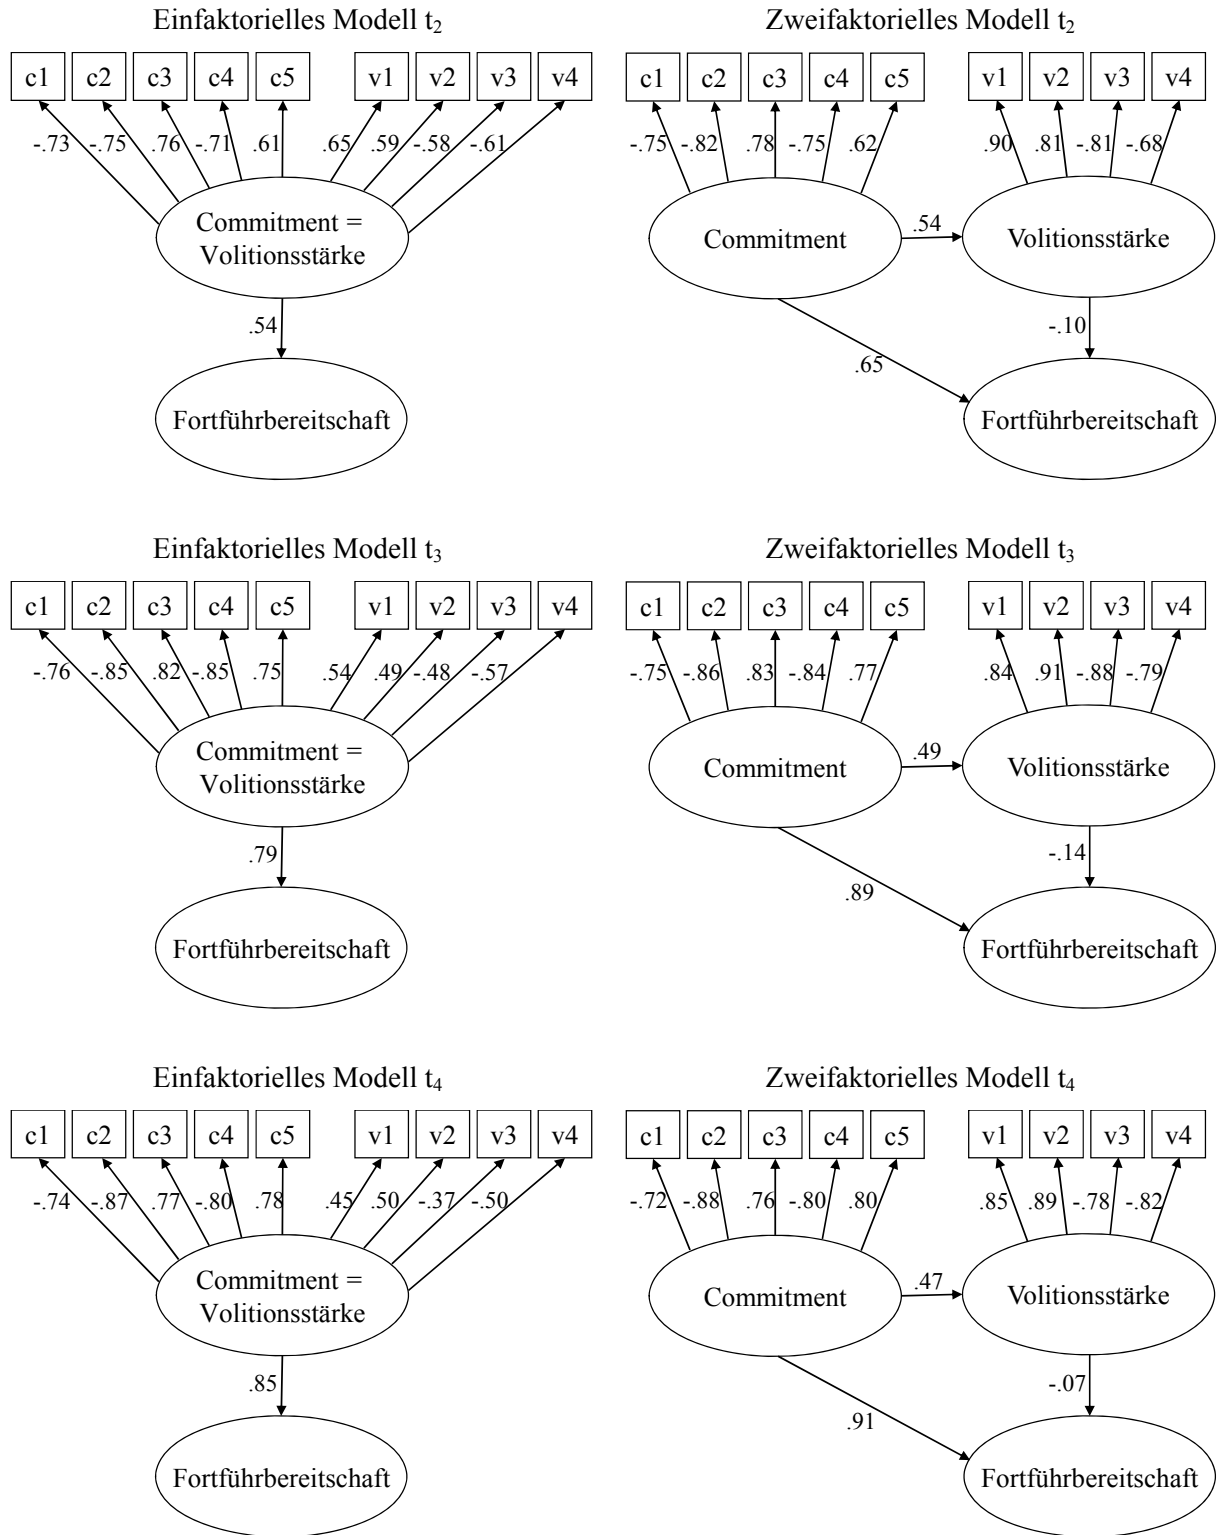 Einfaktorielles Modell t2
c1 c2 c3 c4 c5 v1 v2 v3 v4
-.73 -.75 .76 -.71 .61 .65 .59 -.58 -.61
Commitment =
Volitionsstärke
.54
Fortführbereitschaft
Zweifaktorielles Modell t2
c1 c2 c3 c4 c5 v1 v2 v3 v4
-.75 -.82 .78 -.75 .62 .90 .81 -.81 -.68
Commitment
.54
Volitionsstärke
-.10
.65
Fortführbereitschaft
Einfaktorielles Modell t3
c1 c2 c3 c4 c5 v1 v2 v3 v4
-.76 -.85 .82 -.85 .75 .54 .49 -.48 -.57
Commitment =
Volitionsstärke
.79
Fortführbereitschaft
Zweifaktorielles Modell t3
c1 c2 c3 c4 c5 v1 v2 v3 v4
-.75 -.86 .83 -.84 .77 .84 .91 -.88 -.79
Commitment
.49
Volitionsstärke
-.14
.89
Fortführbereitschaft
Einfaktorielles Modell t4
c1 c2 c3 c4 c5 v1 v2 v3 v4
-.74 -.87 .77 -.80 .78 .45 .50 -.37 -.50
Commitment =
Volitionsstärke
.85
Fortführbereitschaft
Zweifaktorielles Modell t4
c1 c2 c3 c4 c5 v1 v2 v3 v4
-.72 -.88 .76 -.80 .80 .85 .89 -.78 -.82
Commitment
.47
Volitionsstärke
-.07
.91
Fortführbereitschaft